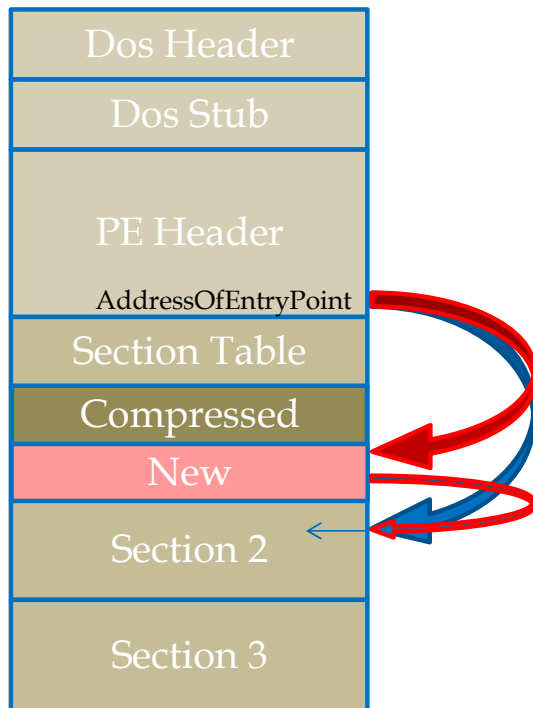 Dos Header
Dos Stub
PE Header
AddressOfEntryPoint
Section Table
Compressed
New
Section 2
Section 3